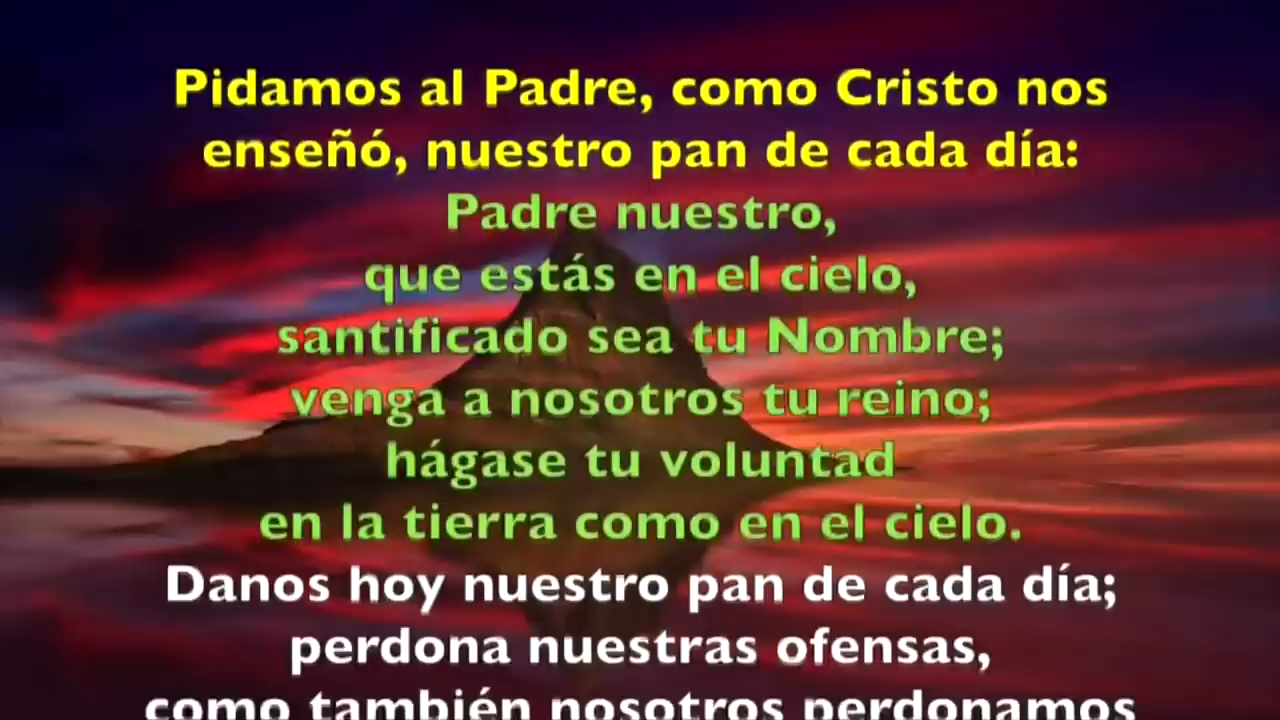 Pidamos al Padre, como Cristo nos
enseñó, nuestro pan de cada día:
Padre nuestro,
que estás en el cielo,
santificado sea tu Nombre;
venga a nosotros tu reino;
hágase tu voluntad
en la tierra como en el cielo.
Danos hoy nuestro pan de cada día;
perdona nuestras ofensas,
como también nosotros perdonamos